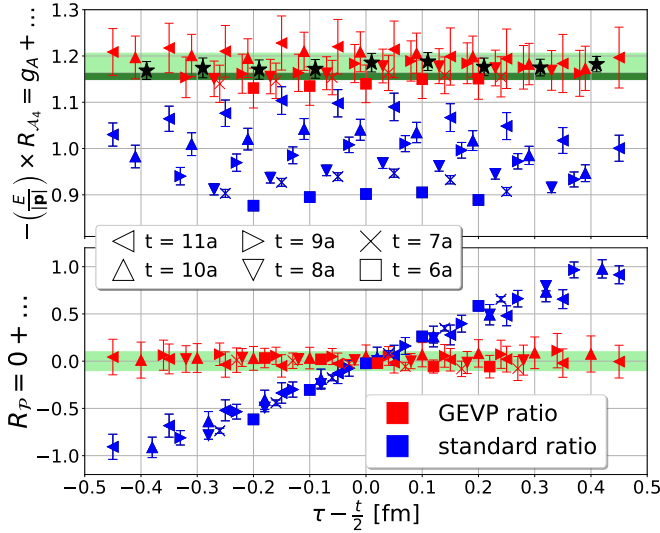 1.3
1.2
1.1
1.0
0.9
−(E/|p|) × R_{𝒜₄} = g_A + ...
t = 11a t = 9a t = 7a
t = 10a t = 8a t = 6a
1.0
0.5
0.0
−0.5
−1.0
R_𝒫 = 0 + ...
GEVP ratio
standard ratio
−0.5 −0.4 −0.3 −0.2 −0.1 0.0 0.1 0.2 0.3 0.4 0.5
τ − t/2 [fm]